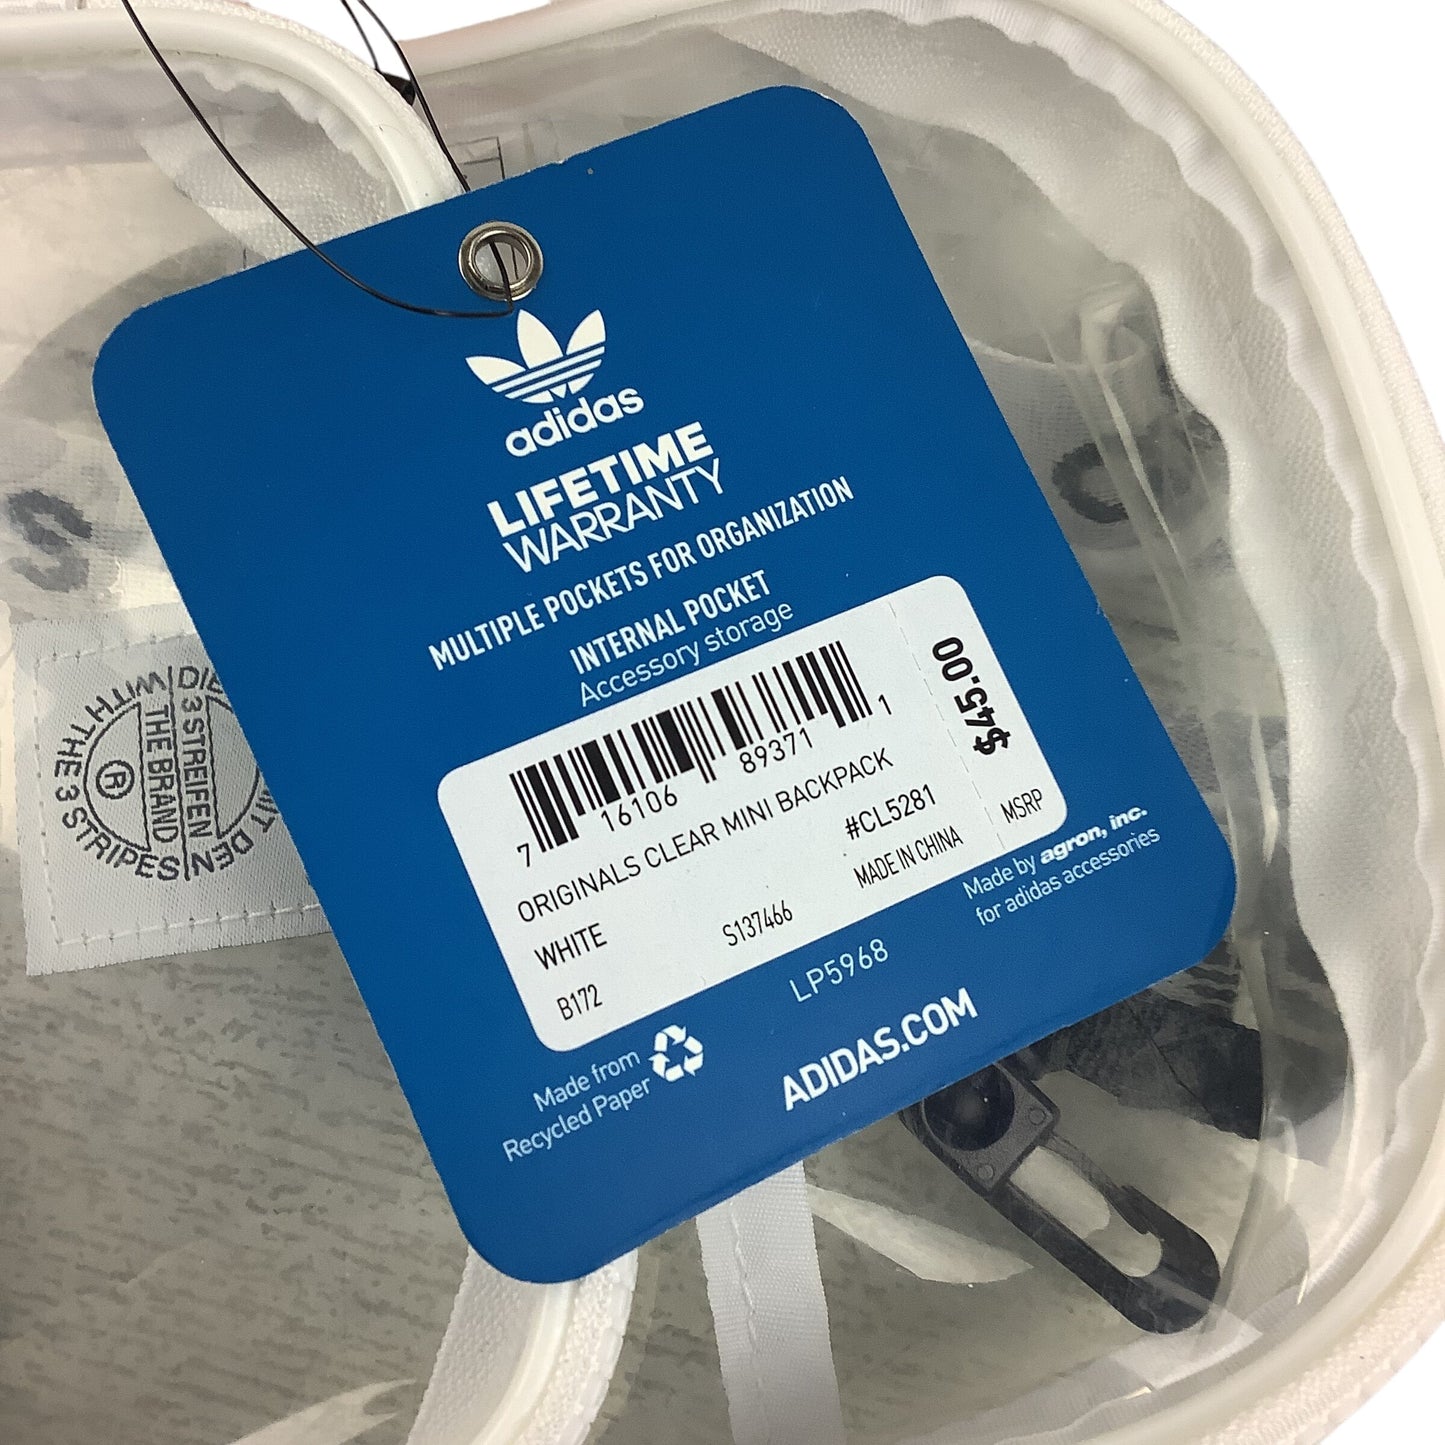 adidas
LIFETIME
WARRANTY
MULTIPLE POCKETS FOR ORGANIZATION
INTERNAL POCKET
Accessory storage
7 16106 89371 1
ORIGINALS CLEAR MINI BACKPACK
#CL5281
WHITE
S137466
MADE IN CHINA
B172
$45.00
MSRP
Made by agron, inc.
for adidas accessories
LP5968
Made from
Recycled Paper
ADIDAS.COM
THE BRAND
WITH THE 3 STRIPES
3 STREIFEN
®